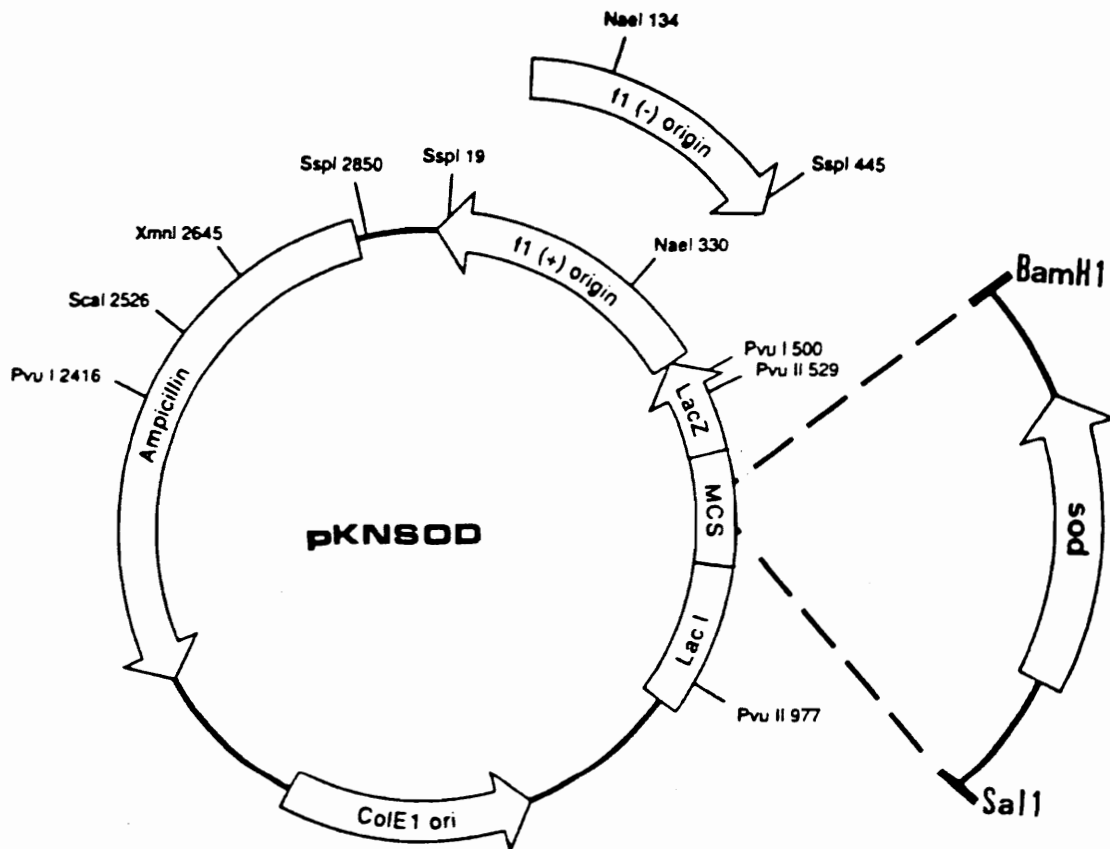 NaeI 134
f1 (-) origin
SspI 445
SspI 2850
SspI 19
XmnI 2645
NaeI 330
f1 (+) origin
ScaI 2526
BamH1
Pvu I 500
Pvu II 529
Pvu I 2416
Ampicillin
LacZ
MCS
pKNSOD
sod
Lac I
Pvu II 977
Sal1
ColE1 ori